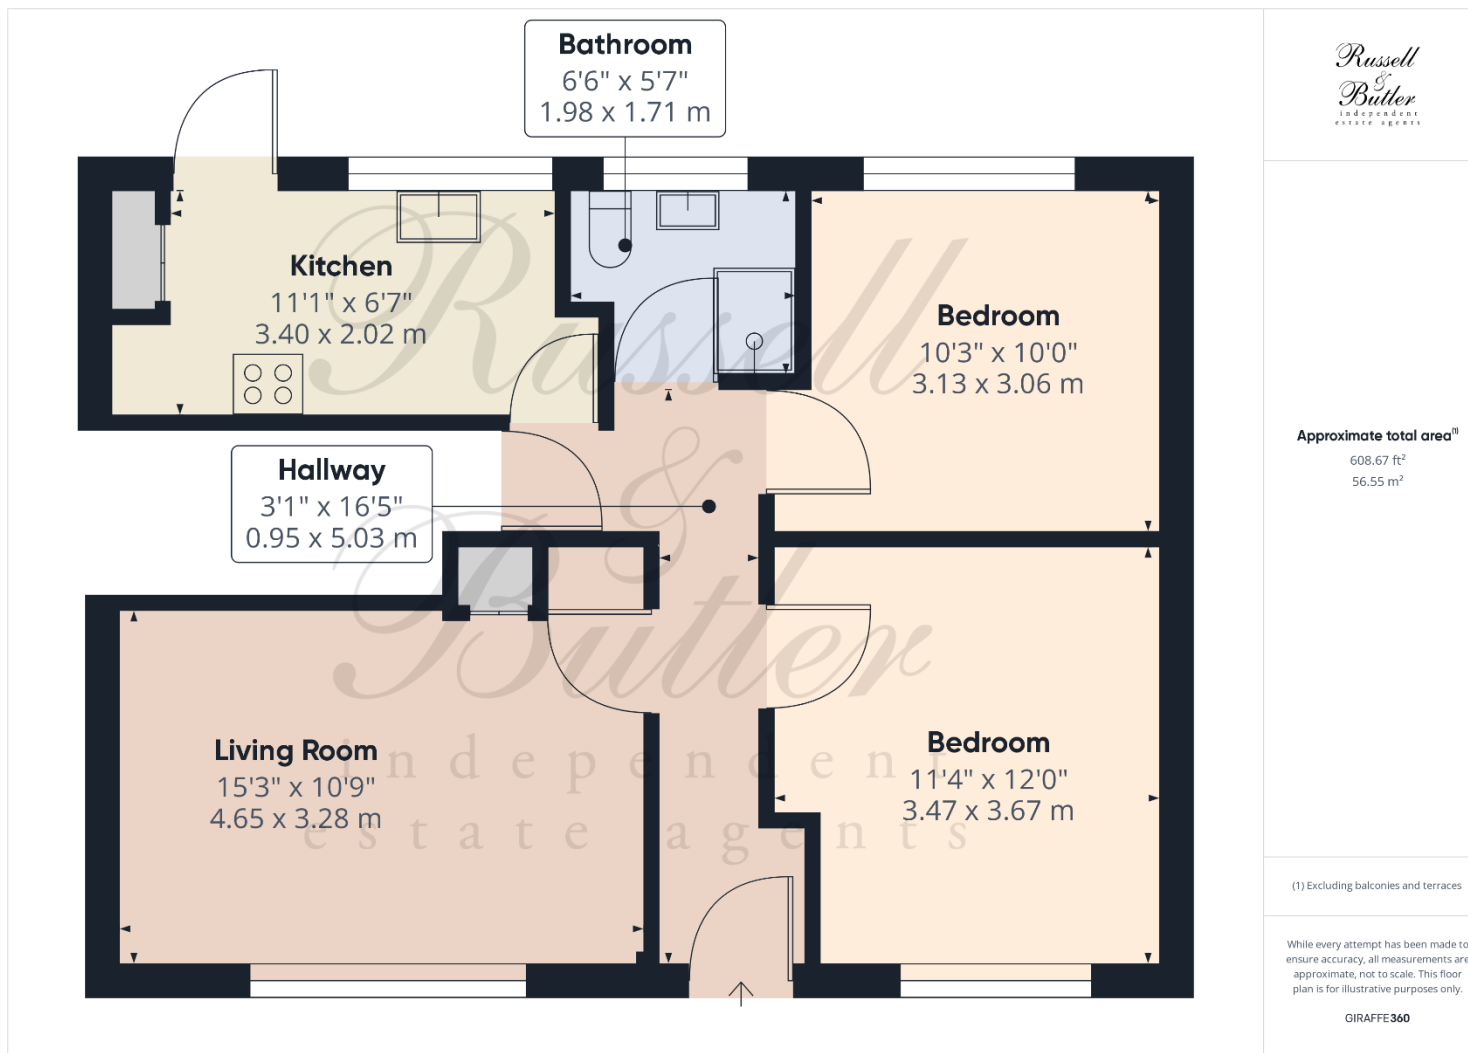 Bathroom
6'6" x 5'7"
1.98 x 1.71 m
Kitchen
11'1" x 6'7"
3.40 x 2.02 m
Bedroom
10'3" x 10'0"
3.13 x 3.06 m
Hallway
3'1" x 16'5"
0.95 x 5.03 m
Living Room
15'3" x 10'9"
4.65 x 3.28 m
Bedroom
11'4" x 12'0"
3.47 x 3.67 m
Russell
&
Butler
independent
estate agents
Russell
&
Butler
independent
estate agents
Approximate total area(1)
608.67 ft²
56.55 m²
(1) Excluding balconies and terraces
While every attempt has been made to
ensure accuracy, all measurements are
approximate, not to scale. This floor
plan is for illustrative purposes only.
GIRAFFE360